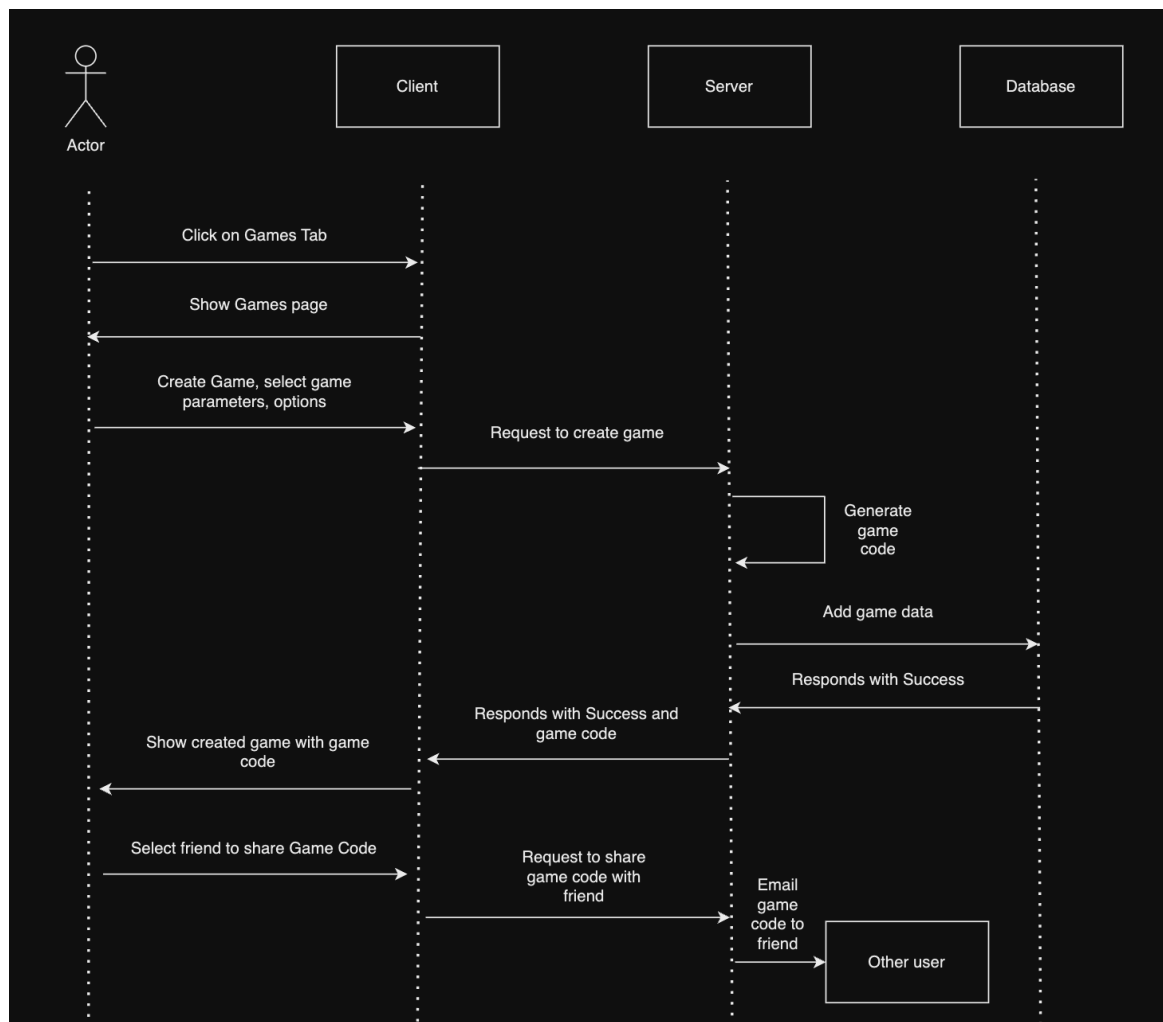 Client
Server
Database
Actor
Click on Games Tab
Show Games page
Create Game, select game
parameters, options
Request to create game
Generate
game
code
Add game data
Responds with Success
Responds with Success and
game code
Show created game with game
code
Select friend to share Game Code
Request to share
game code with
friend
Email
game
code to
friend
Other user